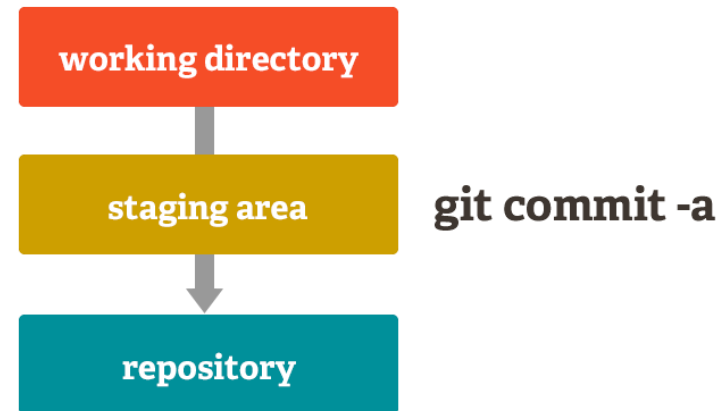 working directory
staging area
git commit -a
repository